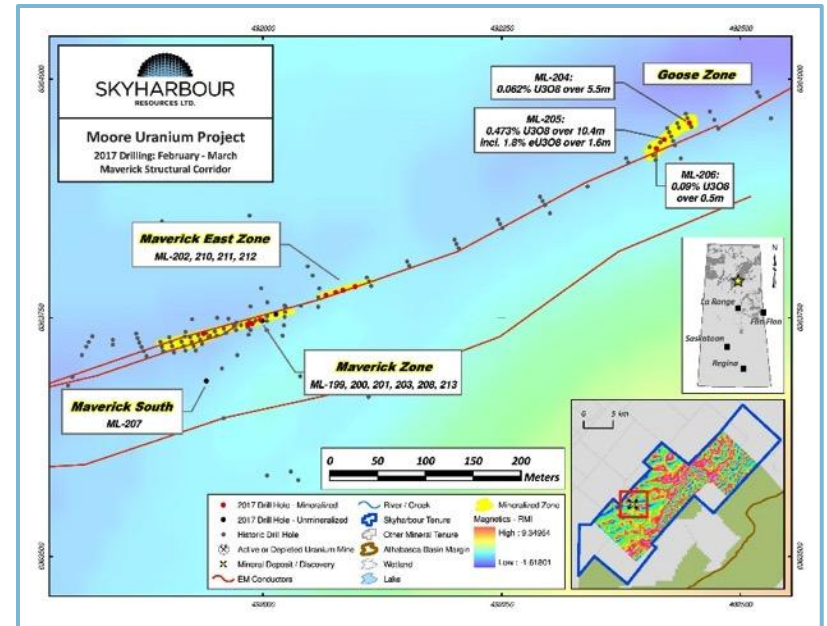 492000 492250 492500
SKYHARBOUR
RESOURCES LTD.
Moore Uranium Project
2017 Drilling: February - March
Maverick Structural Corridor
ML-204:
0.062% U3O8 over 5.5m
Goose Zone
ML-205:
0.473% U3O8 over 10.4m
incl. 1.8% eU3O8 over 1.6m
ML-206:
0.09% U3O8
over 0.5m
Maverick East Zone
ML-202, 210, 211, 212
Maverick Zone
ML-199, 200, 201, 203, 208, 213
Maverick South
ML-207
N
La Ronge
Flin Flon
Saskatoon
Regina
0 50 100 150 200
Meters
0 5 km
2017 Drill Hole - Mineralized
2017 Drill Hole - Unmineralized
Historic Drill Hole
Active or Depleted Uranium Mine
Mineral Deposit / Discovery
EM Conductors
River / Creek
Skyharbour Tenure
Other Mineral Tenure
Athabasca Basin Margin
Wetland
Lake
Mineralized Zone
Magnetics - RMI
High : 9.34954
Low : -1.61801
492000 492250 492500